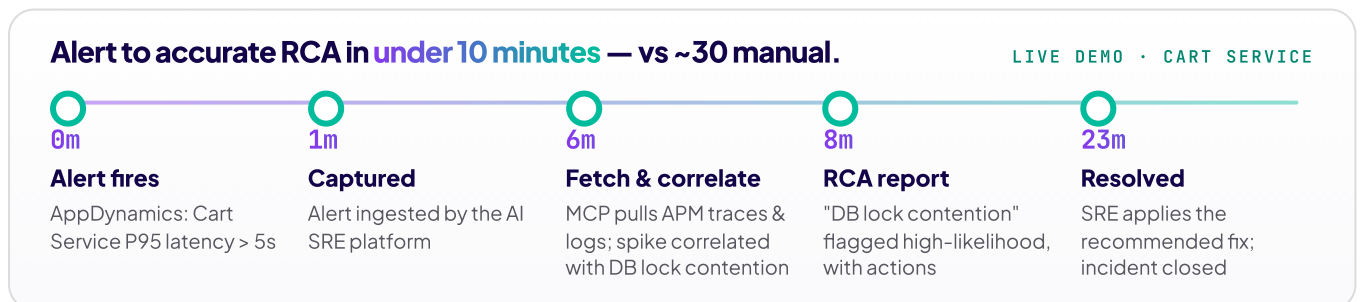 Alert to accurate RCA in under 10 minutes — vs ~30 manual.
LIVE DEMO · CART SERVICE
0m
Alert fires
AppDynamics: Cart
Service P95 latency > 5s
1m
Captured
Alert ingested by the AI
SRE platform
6m
Fetch & correlate
MCP pulls APM traces &
logs; spike correlated
with DB lock contention
8m
RCA report
"DB lock contention"
flagged high-likelihood,
with actions
23m
Resolved
SRE applies the
recommended fix;
incident closed